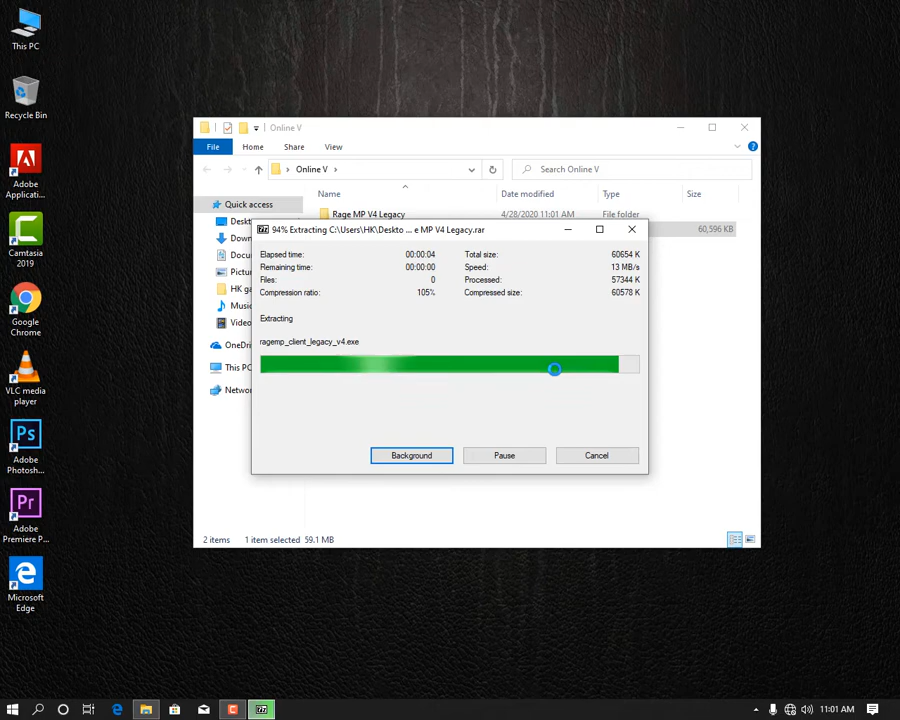 This PC
Recycle Bin
Adobe
Application...
Camtasia
2019
Google
Chrome
VLC media
player
Ps
Adobe
Photosh...
Pr
Adobe
Premiere P...
Microsoft
Edge
Online V
File
Home
Share
View
Online V
Search Online V
Name
Date modified
Type
Size
Quick access
Rage MP V4 Legacy
4/28/2020 11:01 AM
File folder
60,596 KB
Deskt
Down
Docu
Pictur
HK ga
Music
Video
OneDri
This PC
Networ
94% Extracting C:\Users\HK\Deskto ... e MP V4 Legacy.rar
Elapsed time:
00:00:04
Total size:
60654 K
Remaining time:
00:00:00
Speed:
13 MB/s
Files:
0
Processed:
57344 K
Compression ratio:
105%
Compressed size:
60578 K
Extracting
ragemp_client_legacy_v4.exe
Background
Pause
Cancel
2 items
1 item selected
59.1 MB
11:01 AM